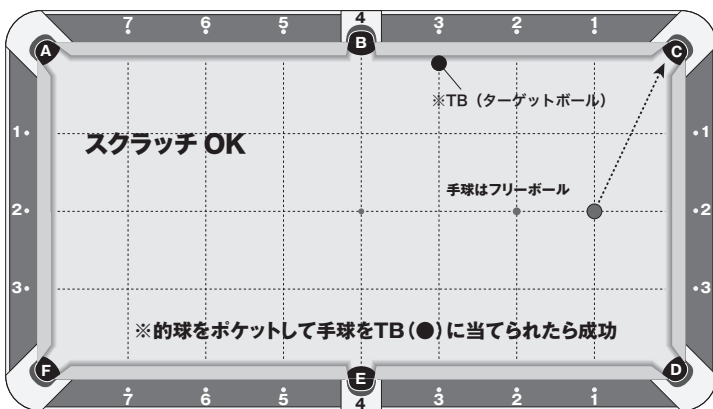 7 6 5 4 3 2 1
A B C
※TB（ターゲットボール）
1 1
スクラッチ OK
手球はフリーボール
2 2
3 3
※的球をポケットして手球をTB（●）に当てられたら成功
F E D
7 6 5 4 3 2 1